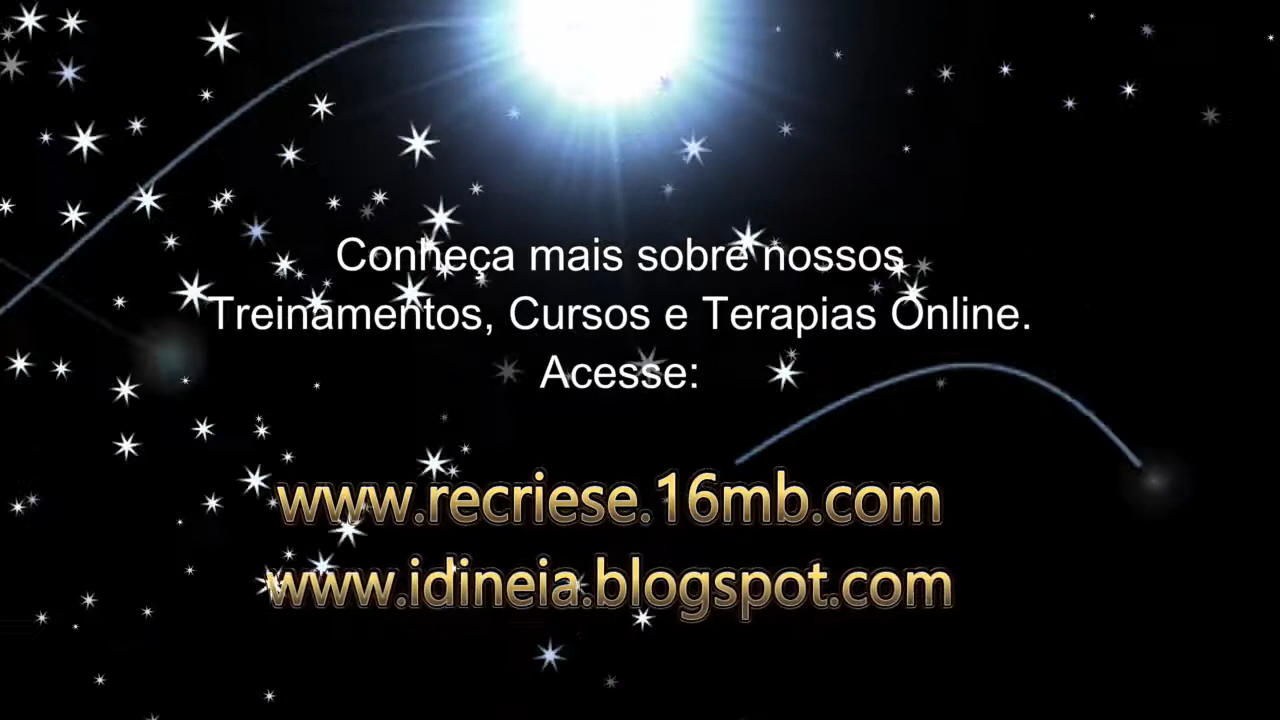 Conheça mais sobre nossos
Treinamentos, Cursos e Terapias Online.
Acesse:
www.recriese.16mb.com
www.idineia.blogspot.com